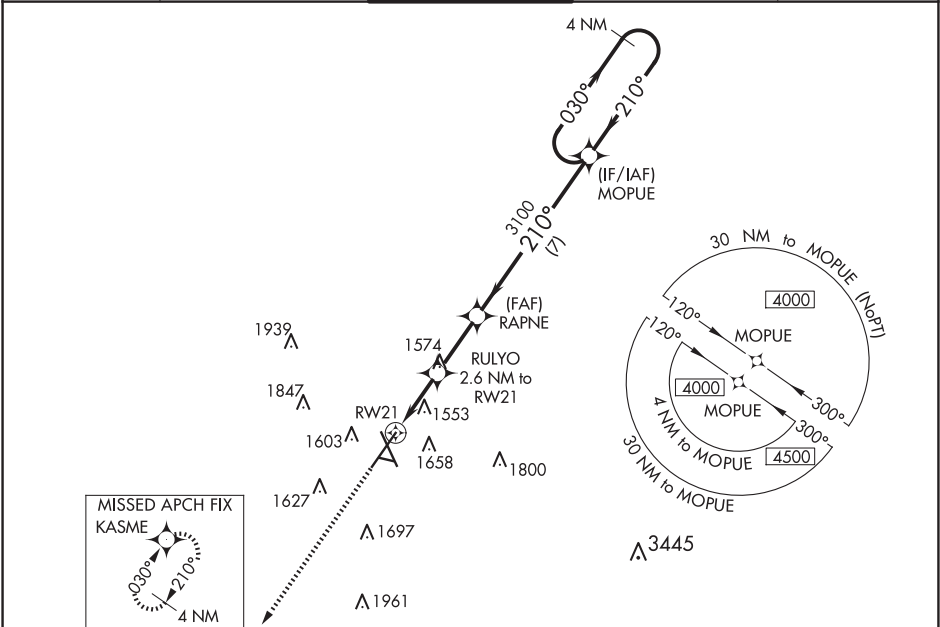 4 NM
030°
210°
(IF/IAF)
MOPUE
3100
210°
(7)
30 NM to MOPUE (NoPT)
4000
120°
120°
MOPUE
4000
MOPUE
300°
300°
4 NM to MOPUE
4500
30 NM to MOPUE
(FAF)
RAPNE
1939
1574
RULYO
2.6 NM to
RW21
1847
RW21
1553
1603
1658
1800
1627
MISSED APCH FIX
KASME
030°
210°
4 NM
1697
3445
1961